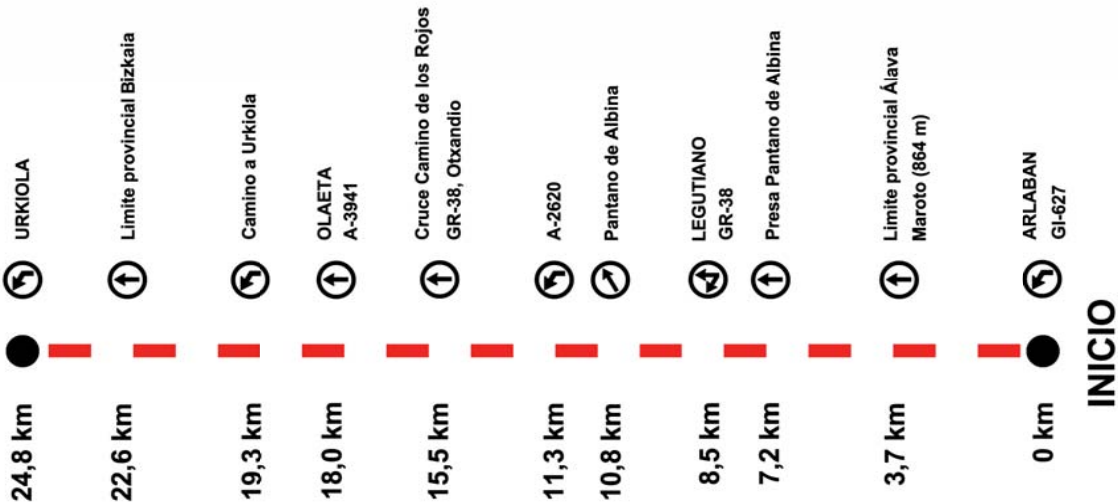 24,8 km
URKIOLA
22,6 km
Limite provincial Bizkaia
19,3 km
Camino a Urkiola
18,0 km
OLAETA
A-3941
15,5 km
Cruce Camino de los Rojos
GR-38, Otxandio
11,3 km
A-2620
10,8 km
Pantano de Albina
8,5 km
LEGUTIANO
GR-38
7,2 km
Presa Pantano de Albina
3,7 km
Limite provincial Álava
Maroto (864 m)
0 km
ARLABAN
GI-627
INICIO